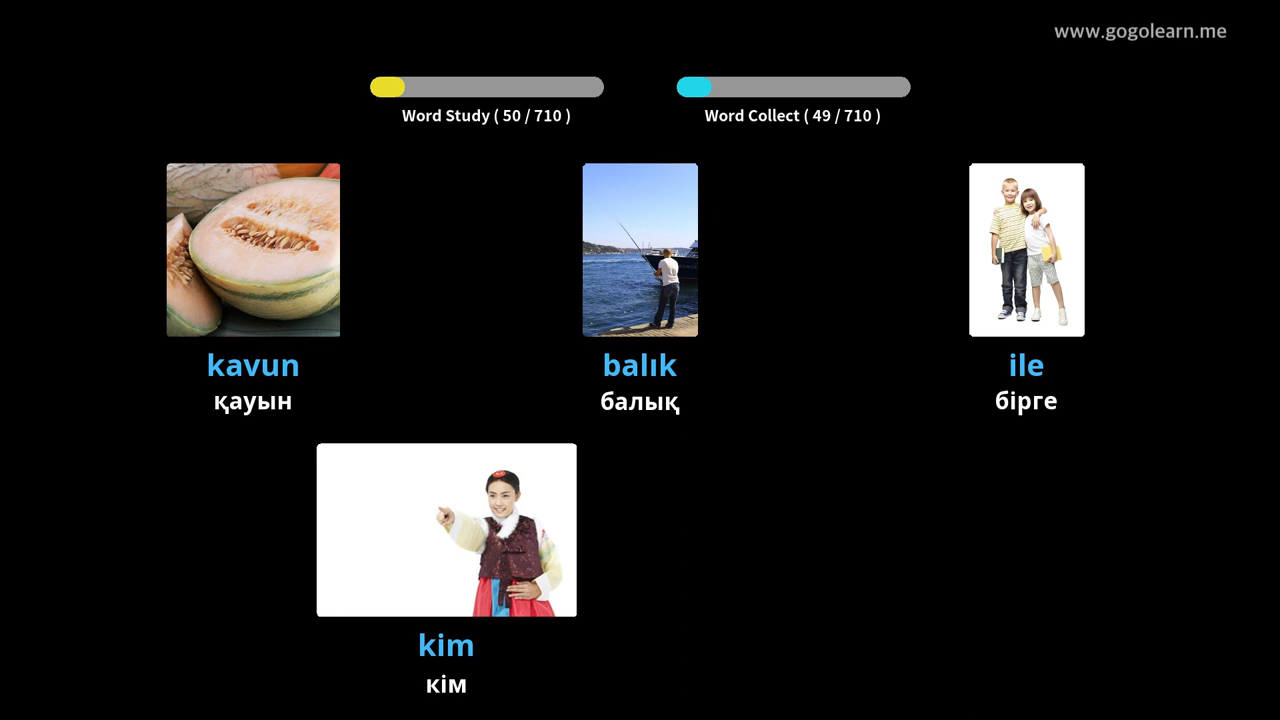 www.gogolearn.me
Word Study ( 50 / 710 )
Word Collect ( 49 / 710 )
kavun
қауын
balık
балық
ile
бірге
kim
кім